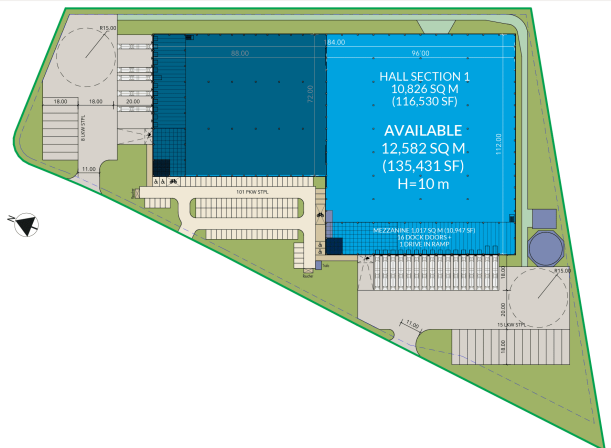 R15.00
184.00
88.00
96.00
72.00
112.00
HALL SECTION 1
10,826 SQ M
(116,530 SF)
AVAILABLE
12,582 SQ M
(135,431 SF)
H=10 m
18.00
18.00
20.00
8 LKW STPL
11.00
101 PKW STPL
MEZZANINE 1,017 SQ M (10,947 SF)
16 DOCK DOORS +
1 DRIVE IN RAMP
N
18.00
R15.00
20.00
11.00
15 LKW STPL
18.00